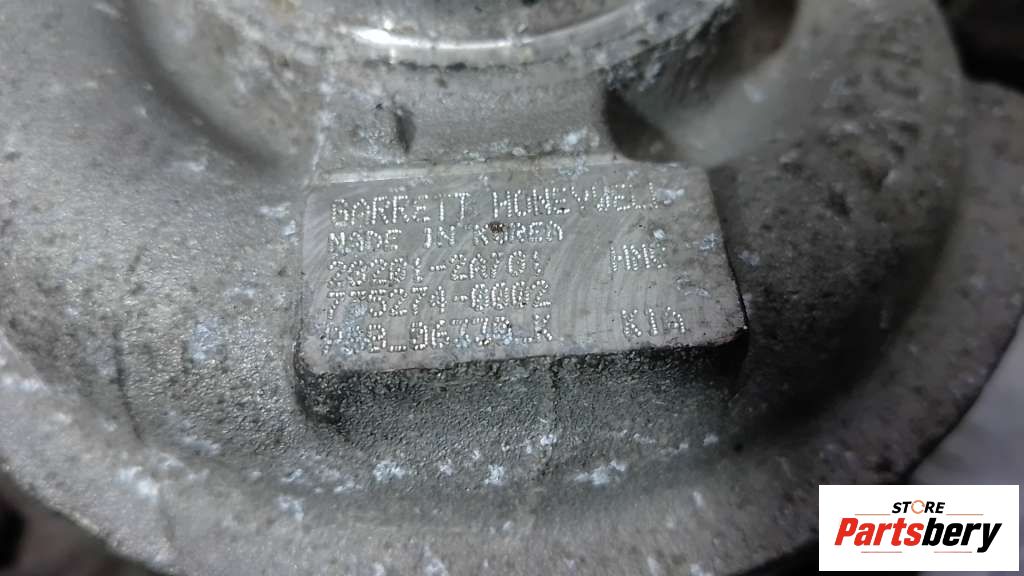 GARRETT HONEYWELL
MADE IN KOREA
28201-2A701 HMC
775274-0002
KIA
STORE
Partsbery